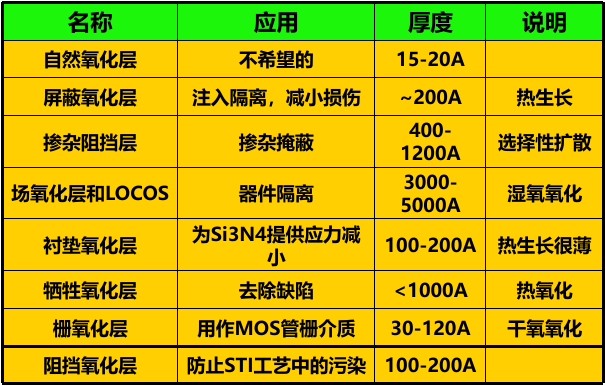 名称 应用 厚度 说明
自然氧化层 不希望的 15-20A
屏蔽氧化层 注入隔离，减小损伤 ~200A 热生长
掺杂阻挡层 掺杂掩蔽 400-
1200A 选择性扩散
场氧化层和LOCOS 器件隔离 3000-
5000A 湿氧氧化
衬垫氧化层 为Si3N4提供应力减
小 100-200A 热生长很薄
牺牲氧化层 去除缺陷 <1000A 热氧化
栅氧化层 用作MOS管栅介质 30-120A 干氧氧化
阻挡氧化层 防止STI工艺中的污染 100-200A